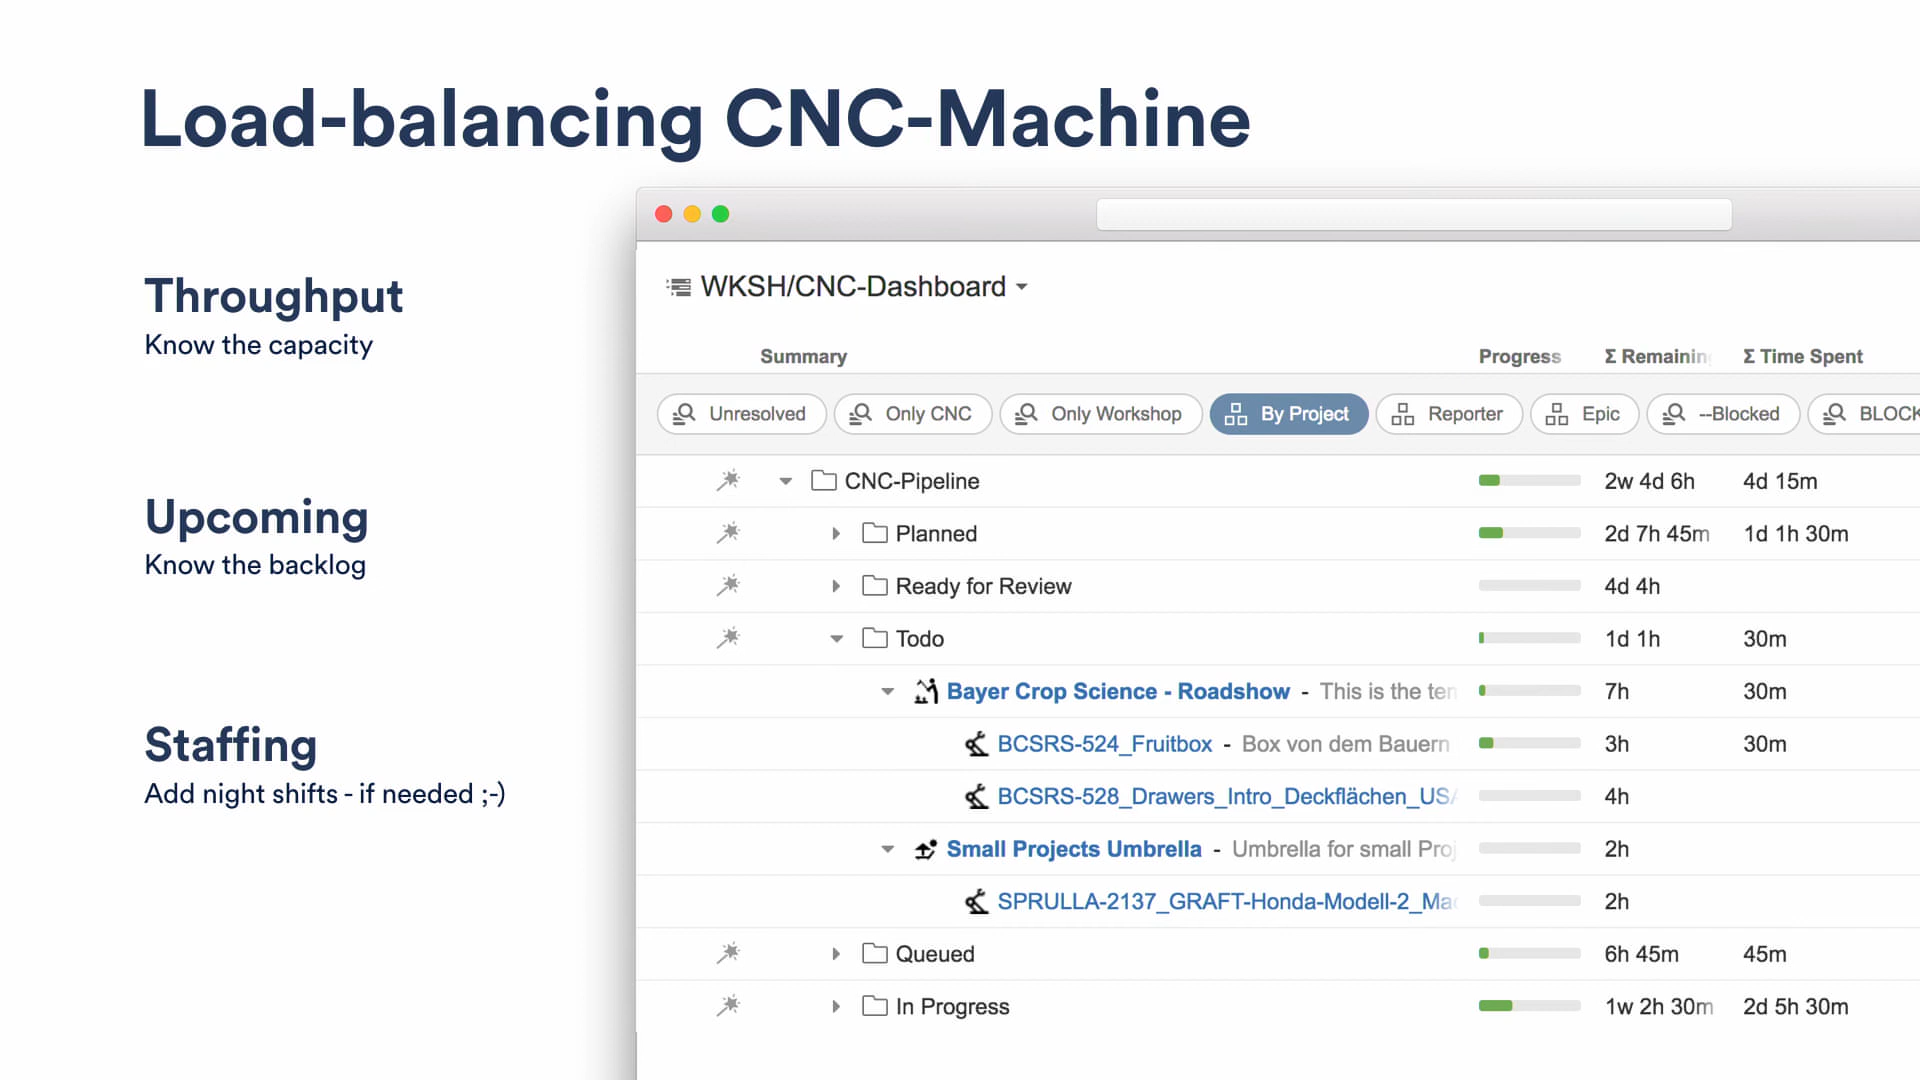 Load-balancing CNC-Machine
Throughput
Know the capacity
Upcoming
Know the backlog
Staffing
Add night shifts - if needed ;-)
WKSH/CNC-Dashboard
Summary Progress Σ Remaining Σ Time Spent
Unresolved Only CNC Only Workshop By Project Reporter Epic --Blocked BLOCK
CNC-Pipeline 2w 4d 6h 4d 15m
Planned 2d 7h 45m 1d 1h 30m
Ready for Review 4d 4h
Todo 1d 1h 30m
Bayer Crop Science - Roadshow - This is the 7h 30m
BCSRS-524_Fruitbox - Box von dem Bauern 3h 30m
BCSRS-528_Drawers_Intro_Deckflächen_USA 4h
Small Projects Umbrella - Umbrella for small Proj 2h
SPRULLA-2137_GRAFT-Honda-Modell-2_Mac 2h
Queued 6h 45m 45m
In Progress 1w 2h 30m 2d 5h 30m